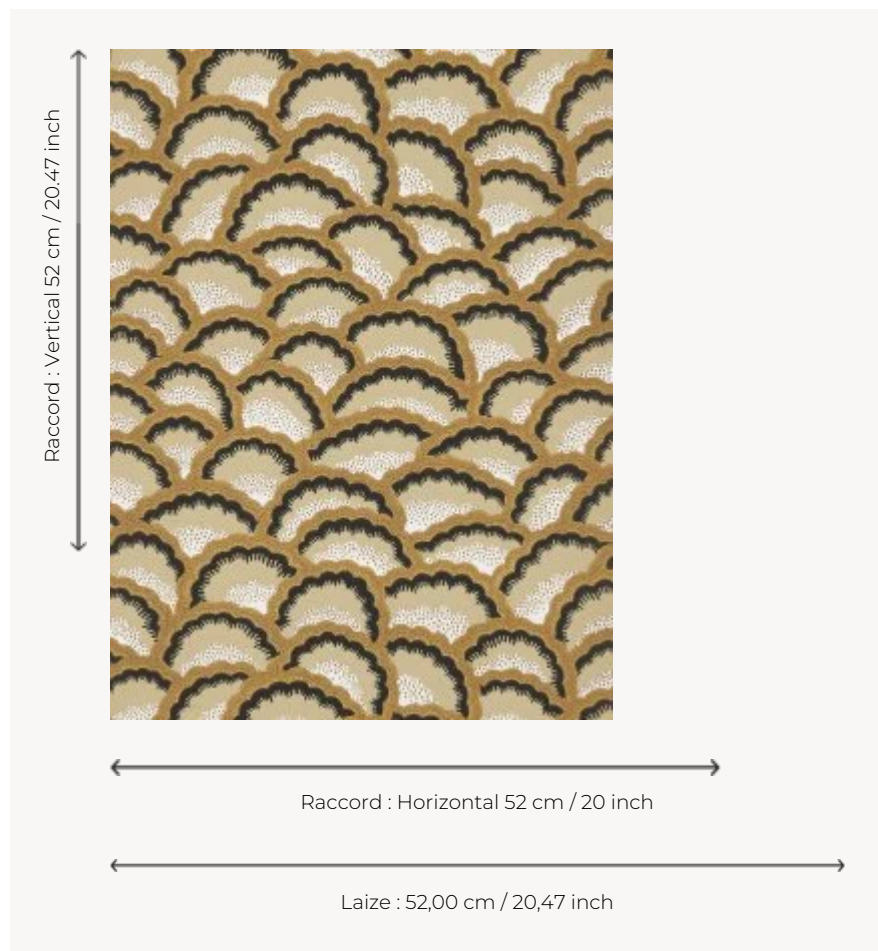 Raccord : Vertical 52 cm / 20.47 inch
Raccord : Horizontal 52 cm / 20 inch
Laize : 52,00 cm / 20,47 inch